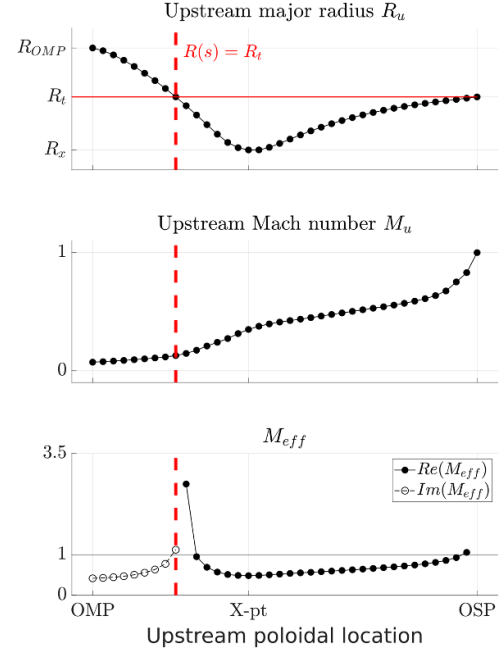 Upstream major radius R_u
R_OMP
R(s) = R_t
R_t
R_x
Upstream Mach number M_u
1
0
M_eff
3.5
Re(M_eff)
Im(M_eff)
1
0
OMP X-pt OSP
Upstream poloidal location